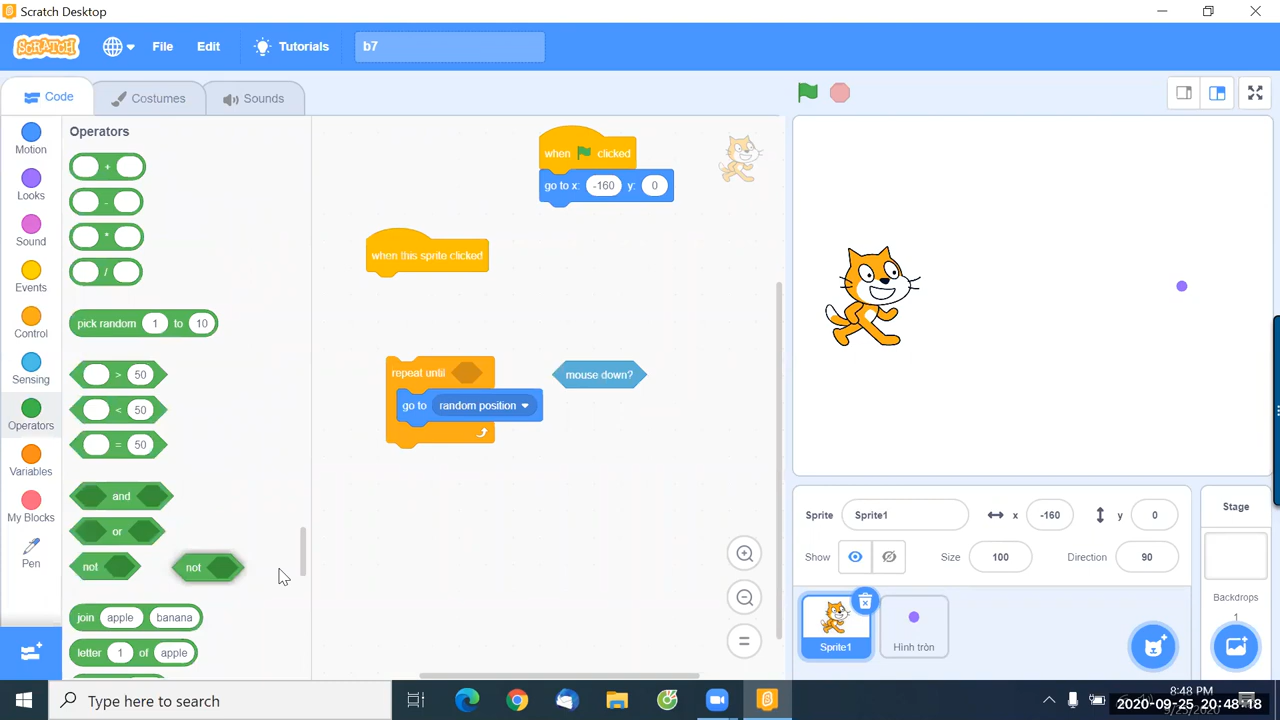 Scratch Desktop
SCRATCH
File
Edit
Tutorials
b7
Code
Costumes
Sounds
Motion
Looks
Sound
Events
Control
Sensing
Operators
Variables
My Blocks
Pen
Operators
+
-
*
/
pick random 1 to 10
> 50
< 50
= 50
and
or
not
not
join apple banana
letter 1 of apple
when clicked
go to x: -160 y: 0
when this sprite clicked
repeat until
mouse down?
go to random position
Sprite Sprite1 x -160 y 0
Show Size 100 Direction 90
Sprite1
Hình tròn
Stage
Backdrops
1
Type here to search
8:48 PM
2020-09-25 20:48:18